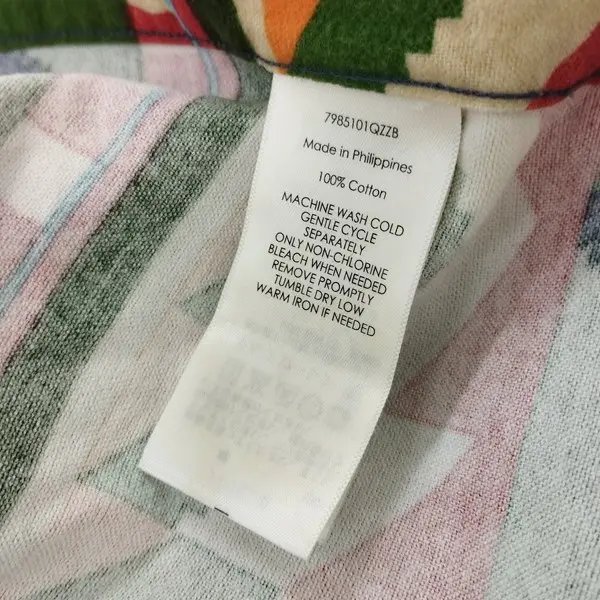 7985101QZZB
Made in Philippines
100% Cotton
MACHINE WASH COLD
GENTLE CYCLE
SEPARATELY
ONLY NON-CHLORINE
BLEACH WHEN NEEDED
REMOVE PROMPTLY
TUMBLE DRY LOW
WARM IRON IF NEEDED